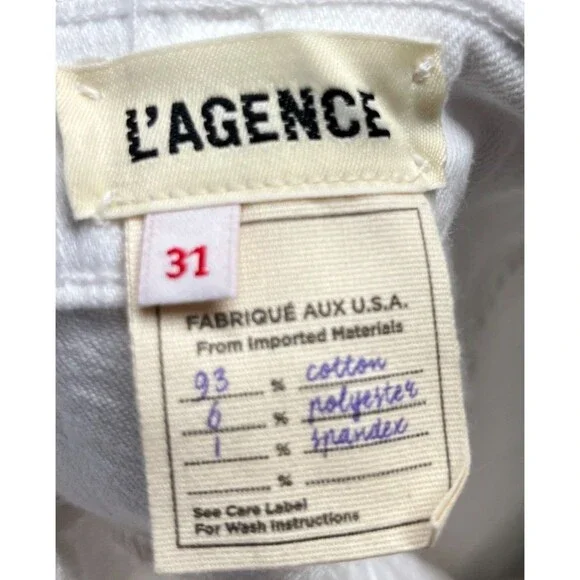 L'AGENCE
31
FABRIQUÉ AUX U.S.A.
From Imported Materials
93 % cotton
6 % polyester
1 % spandex
%
See Care Label
For Wash Instructions